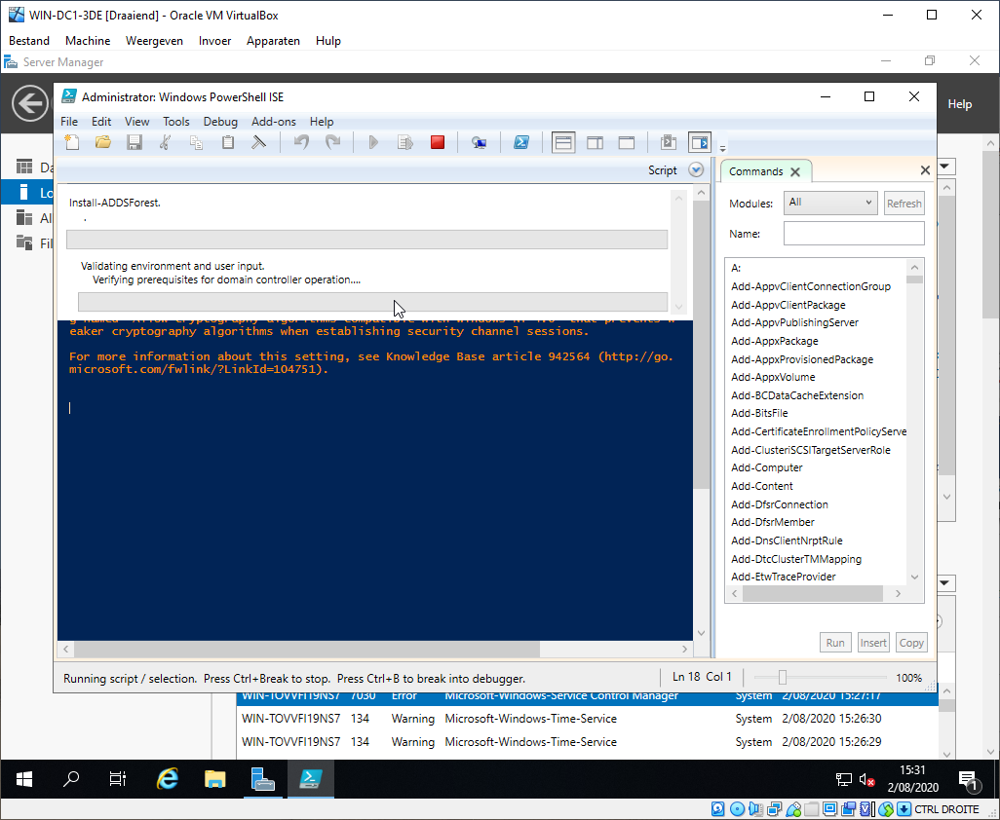 WIN-DC1-3DE [Draaiend] - Oracle VM VirtualBox
Bestand Machine Weergeven Invoer Apparaten Hulp
Server Manager
Help
Administrator: Windows PowerShell ISE
File Edit View Tools Debug Add-ons Help
Script
Install-ADDSForest.
.
Validating environment and user input.
Verifying prerequisites for domain controller operation....
eaker cryptography algorithms when establishing security channel sessions.
For more information about this setting, see Knowledge Base article 942564 (http://go.
microsoft.com/fwlink/?LinkId=104751).
Commands
Modules: All Refresh
Name:
A:
Add-AppvClientConnectionGroup
Add-AppvClientPackage
Add-AppvPublishingServer
Add-AppxPackage
Add-AppxProvisionedPackage
Add-AppxVolume
Add-BCDataCacheExtension
Add-BitsFile
Add-CertificateEnrollmentPolicyServe
Add-ClusteriSCSITargetServerRole
Add-Computer
Add-Content
Add-DfsrConnection
Add-DfsrMember
Add-DnsClientNrptRule
Add-DtcClusterTMMapping
Add-EtwTraceProvider
Run Insert Copy
Da
Lo
Al
Fil
Running script / selection. Press Ctrl+Break to stop. Press Ctrl+B to break into debugger.
Ln 18 Col 1
100%
WIN-TOVVFI19NS7 7030 Error Microsoft-Windows-Service Control Manager System 2/08/2020 15:27:17
WIN-TOVVFI19NS7 134 Warning Microsoft-Windows-Time-Service System 2/08/2020 15:26:30
WIN-TOVVFI19NS7 134 Warning Microsoft-Windows-Time-Service System 2/08/2020 15:26:29
15:31
2/08/2020
1
CTRL DROITE